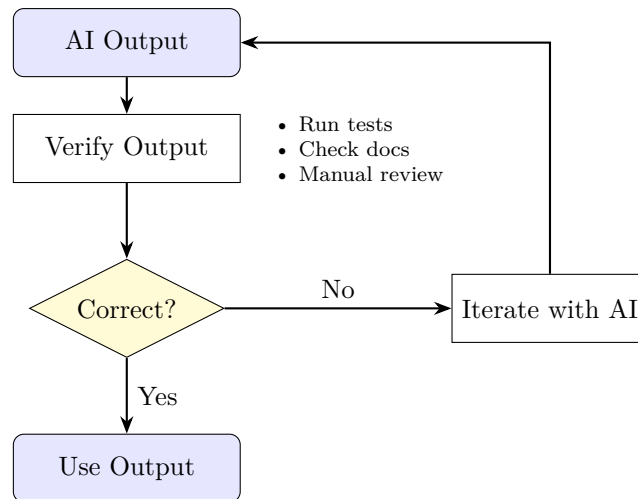 AI Output
Verify Output
• Run tests
• Check docs
• Manual review
Correct?
No
Iterate with AI
Yes
Use Output